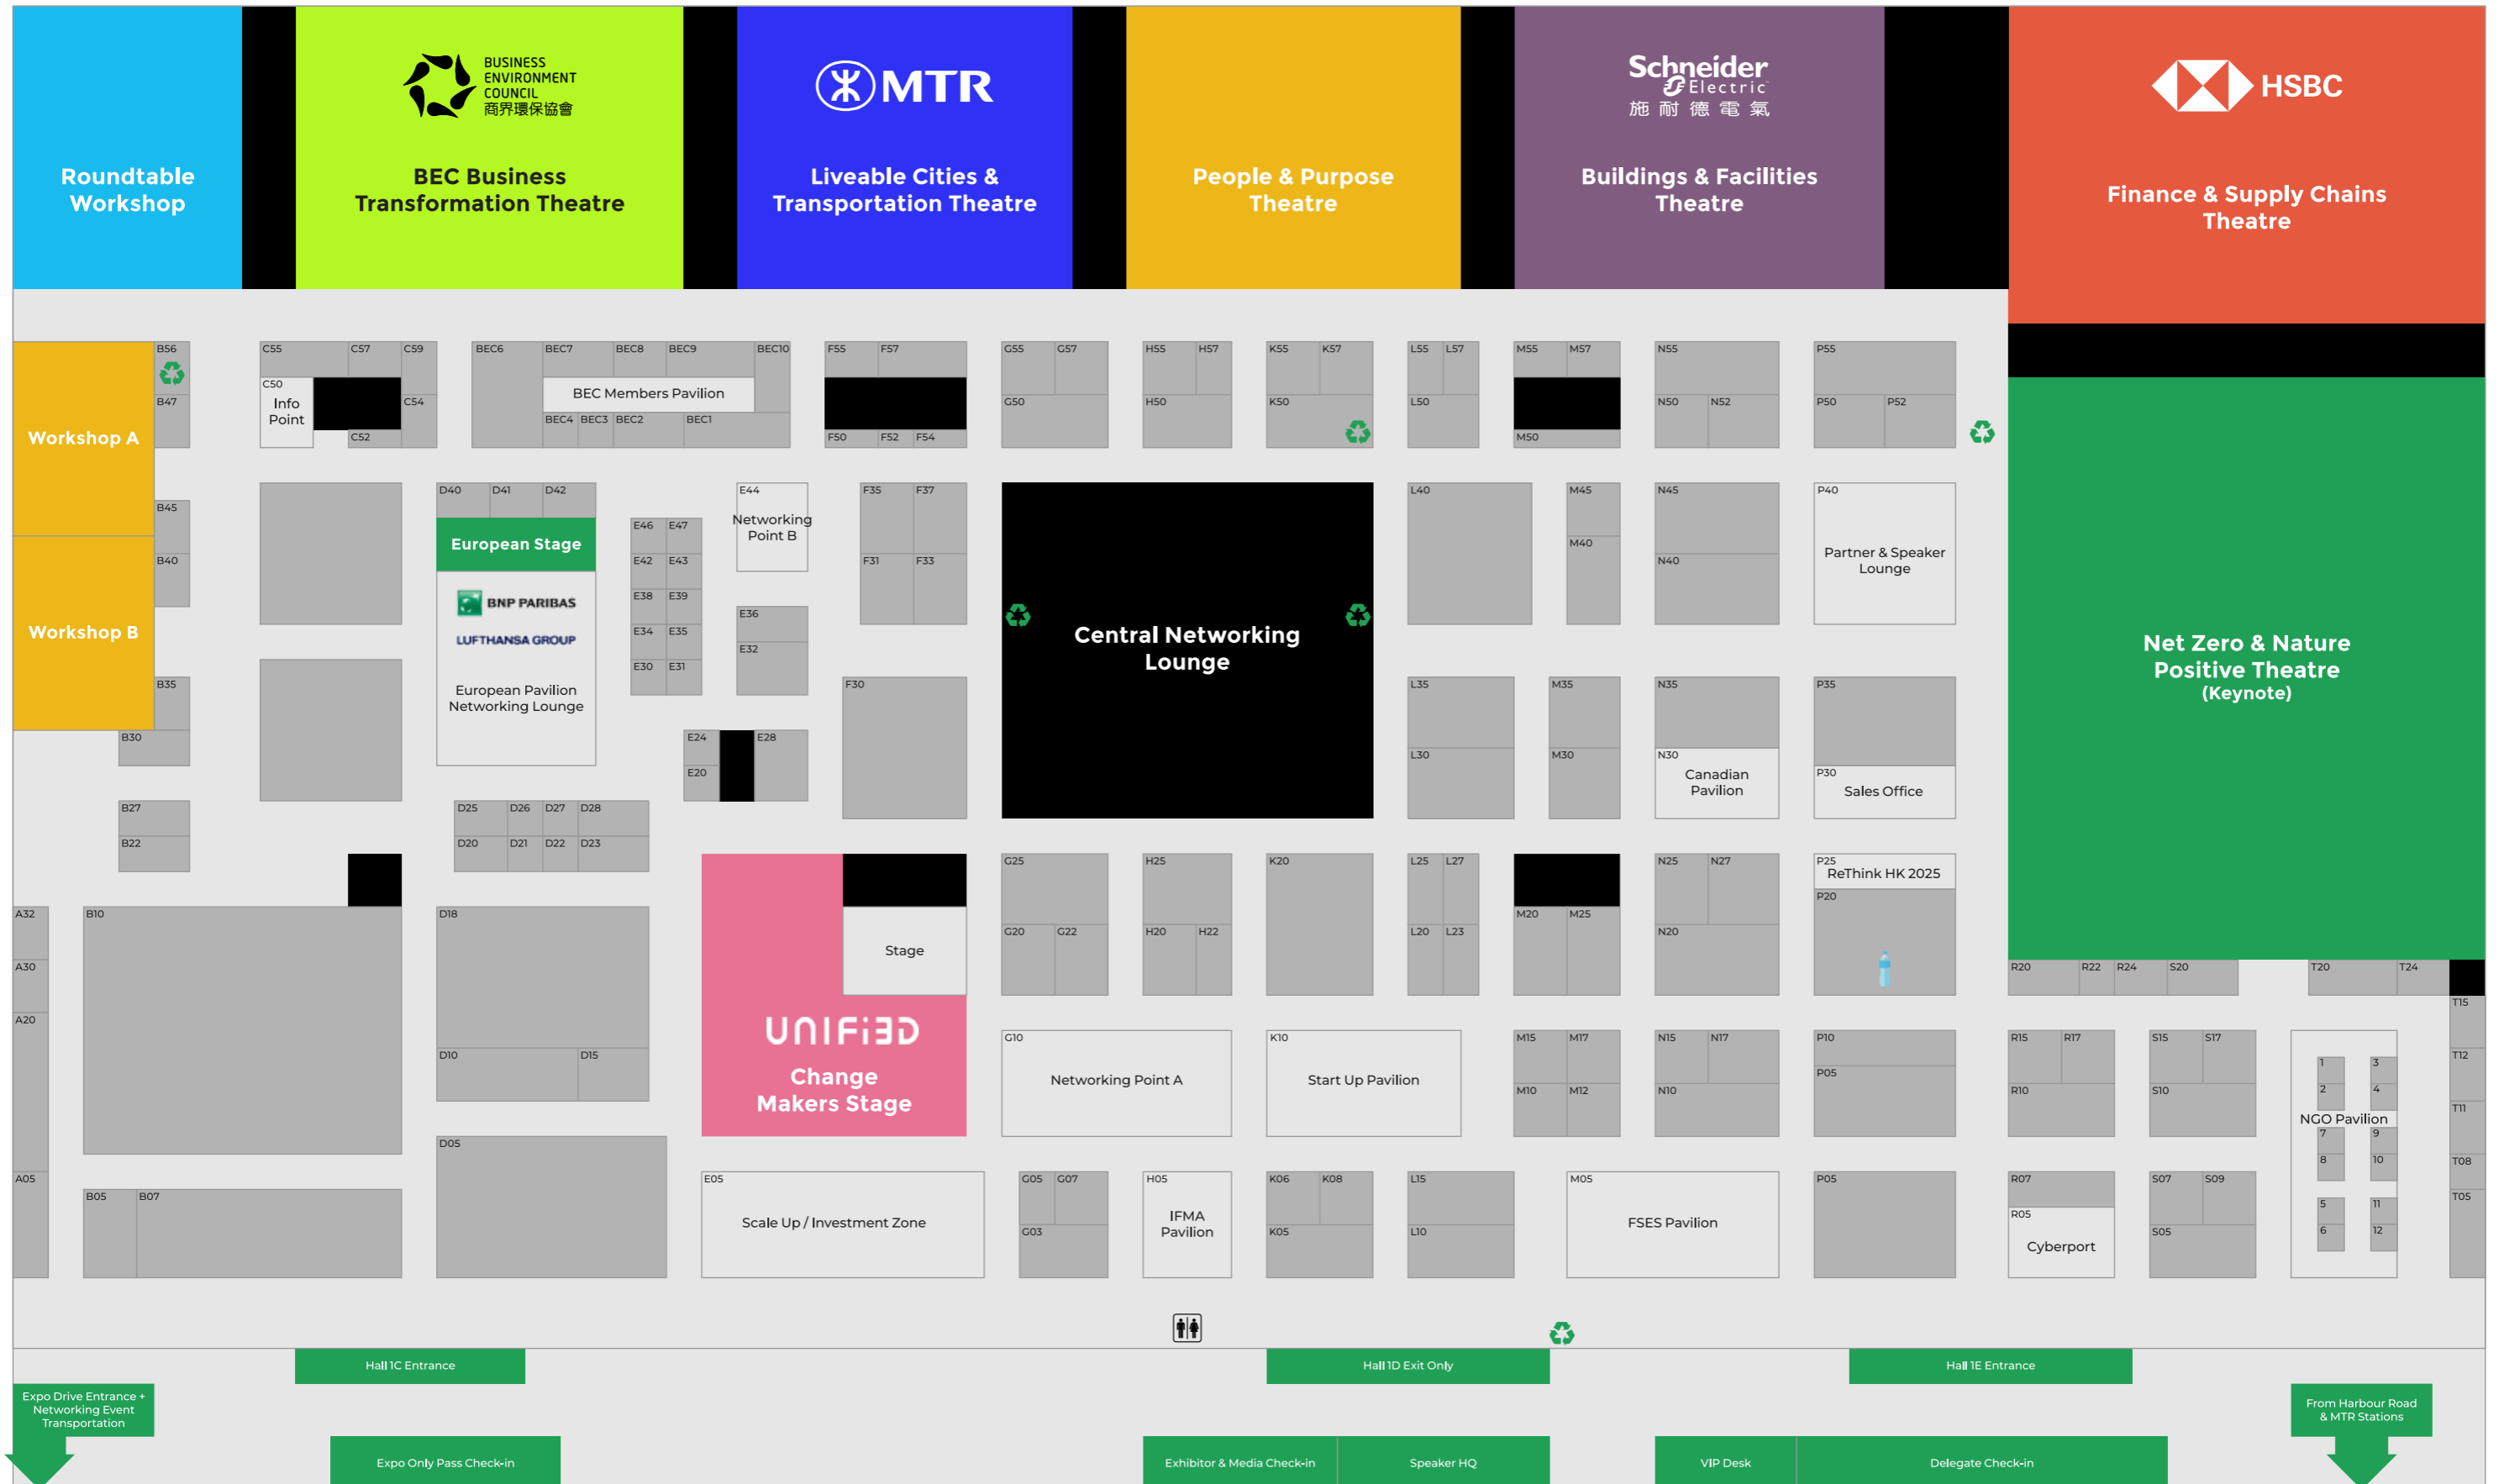 BUSINESS
ENVIRONMENT
COUNCIL
商界環保協會
MTR
Schneider
Electric
施耐德電氣
HSBC
Roundtable
Workshop
BEC Business
Transformation Theatre
Liveable Cities &
Transportation Theatre
People & Purpose
Theatre
Buildings & Facilities
Theatre
Finance & Supply Chains
Theatre
B56
C55
C57
C59
BEC6
BEC7
BEC8
BEC9
BEC10
F55
F57
G55
G57
H55
H57
K55
K57
L55
L57
M55
M57
N55
P55
C50
Info
Point
BEC Members Pavilion
B47
C54
G50
H50
K50
L50
N50
N52
P50
P52
Workshop A
C52
BEC4
BEC3
BEC2
BEC1
F50
F52
F54
M50
D40
D41
D42
E44
Networking
Point B
F35
F37
L40
M45
N45
P40
B45
E46
E47
European Stage
M40
Partner & Speaker
Lounge
B40
E42
E43
F31
F33
N40
BNP PARIBAS
E38
E39
E36
Workshop B
LUFTHANSA GROUP
E34
E35
Central Networking
Lounge
E32
E30
E31
Net Zero & Nature
Positive Theatre
(Keynote)
B35
European Pavilion
Networking Lounge
F30
L35
M35
N35
P35
B30
E24
E28
L30
M30
N30
Canadian
Pavilion
E20
P30
Sales Office
B27
D25
D26
D27
D28
B22
D20
D21
D22
D23
G25
H25
K20
L25
L27
N25
N27
P25
ReThink HK 2025
P20
A32
B10
D18
M20
M25
G20
G22
H20
H22
L20
L23
N20
Stage
A30
R20
R22
R24
S20
T20
T24
T15
A20
UNIFi3D
Change
Makers Stage
G10
Networking Point A
K10
Start Up Pavilion
M15
M17
N15
N17
P10
R15
R17
S15
S17
D10
D15
P05
T12
1
3
M10
M12
N10
R10
S10
2
4
T11
NGO Pavilion
D05
7
9
8
10
T08
A05
E05
Scale Up / Investment Zone
G05
G07
H05
IFMA
Pavilion
K06
K08
L15
M05
FSES Pavilion
P05
R07
S07
S09
B05
B07
T05
5
11
R05
Cyberport
G03
K05
L10
S05
6
12
Hall 1C Entrance
Hall 1D Exit Only
Hall 1E Entrance
Expo Drive Entrance +
Networking Event
Transportation
From Harbour Road
& MTR Stations
Expo Only Pass Check-in
Exhibitor & Media Check-in
Speaker HQ
VIP Desk
Delegate Check-in